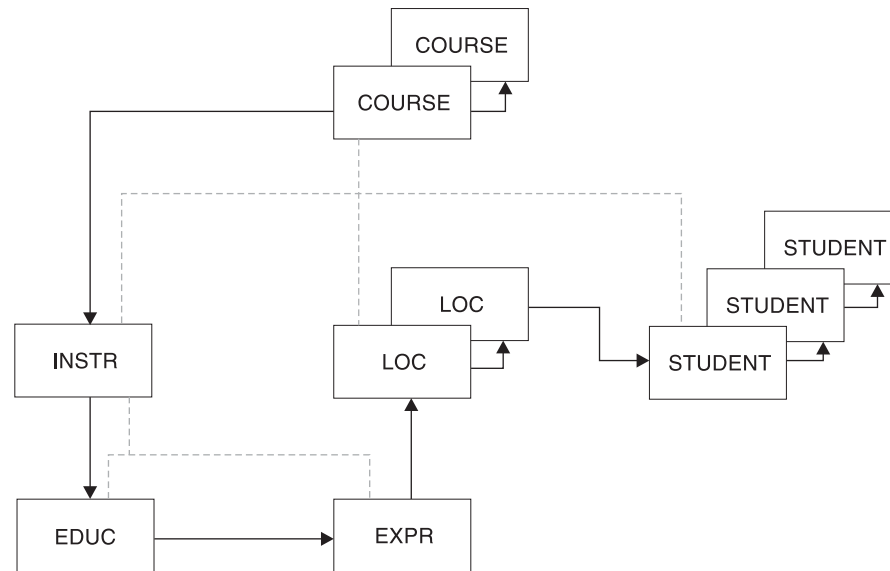 COURSE
COURSE
STUDENT
STUDENT
LOC
LOC
STUDENT
INSTR
EDUC
EXPR